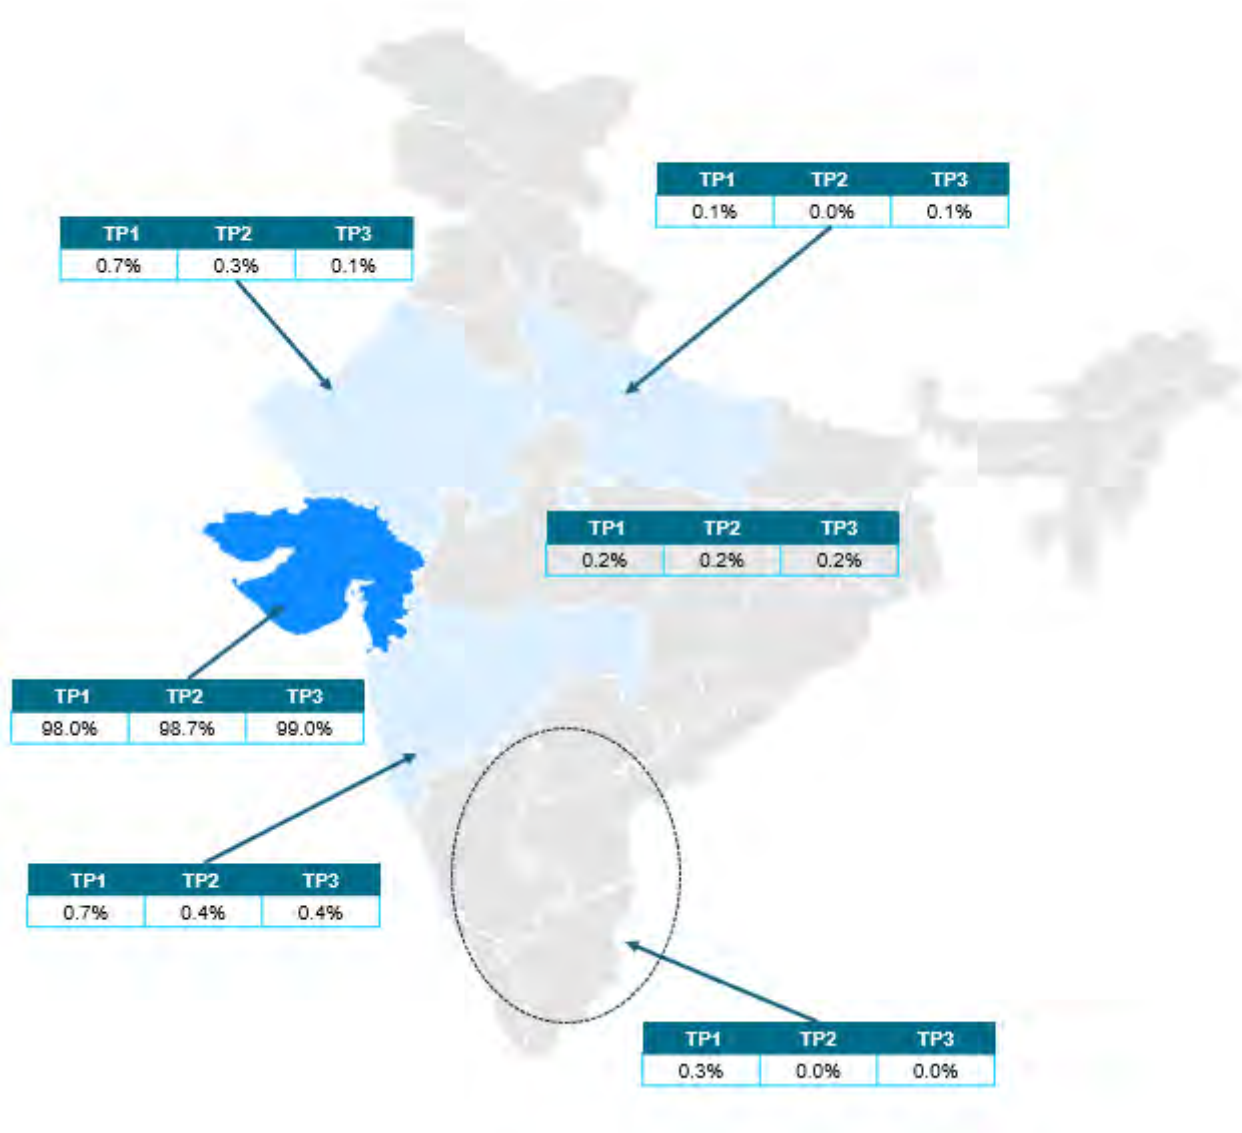 TP1 TP2 TP3
0.1% 0.0% 0.1%
TP1 TP2 TP3
0.7% 0.3% 0.1%
TP1 TP2 TP3
0.2% 0.2% 0.2%
TP1 TP2 TP3
98.0% 98.7% 99.0%
TP1 TP2 TP3
0.7% 0.4% 0.4%
TP1 TP2 TP3
0.3% 0.0% 0.0%